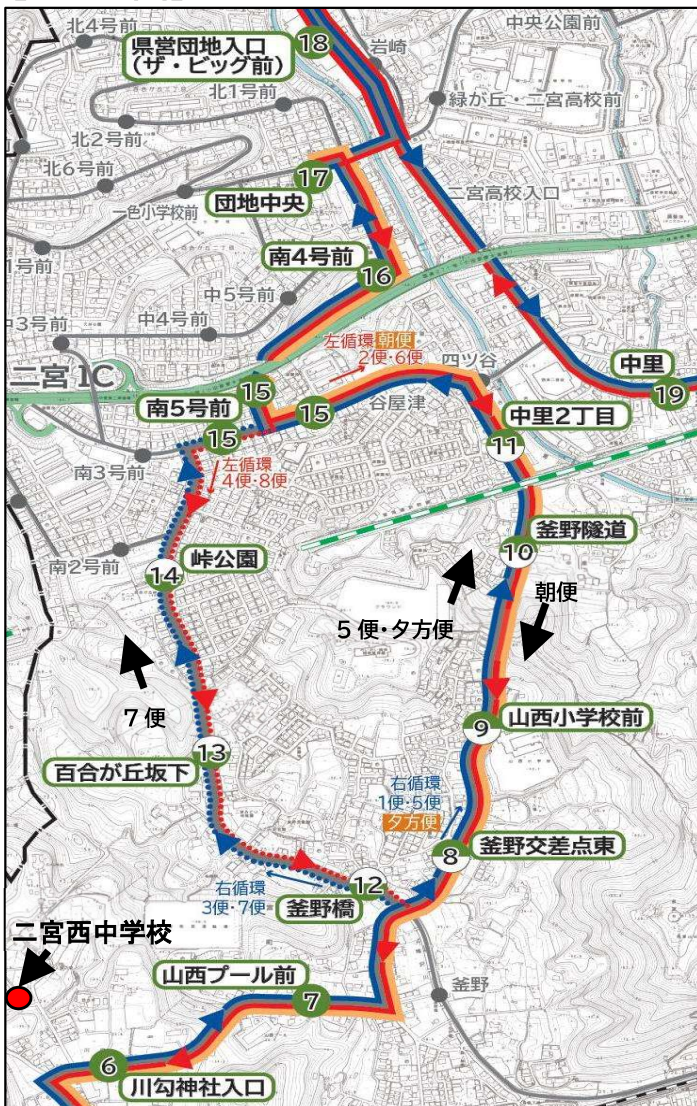 北4号前
県営団地入口
(ザ・ビッグ前)
18
岩崎
中央公園前
北1号前
緑が丘・二宮高校前
北2号前
北6号前
17
団地中央
一色小学校前
二宮高校入口
南4号前
16
1号前
中5号前
中4号前
中3号前
左循環 朝便
2便・6便
四ツ谷
二宮IC
中里
19
15
南5号前
15
谷屋津
中里2丁目
11
15
南3号前
左循環
4便・8便
釜野隧道
10
南2号前
峠公園
14
朝便
5便・夕方便
7便
9
山西小学校前
13
百合が丘坂下
右循環
1便・5便
夕方便
8
釜野交差点東
右循環
3便・7便
12
釜野橋
二宮西中学校
山西プール前
7
釜野
6
川勾神社入口